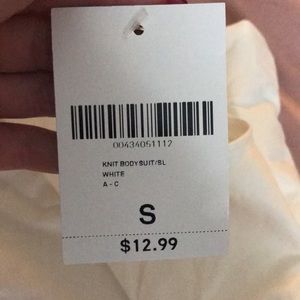 00434051112
KNIT BODYSUIT/SL
WHITE
A - C
S
$12.99